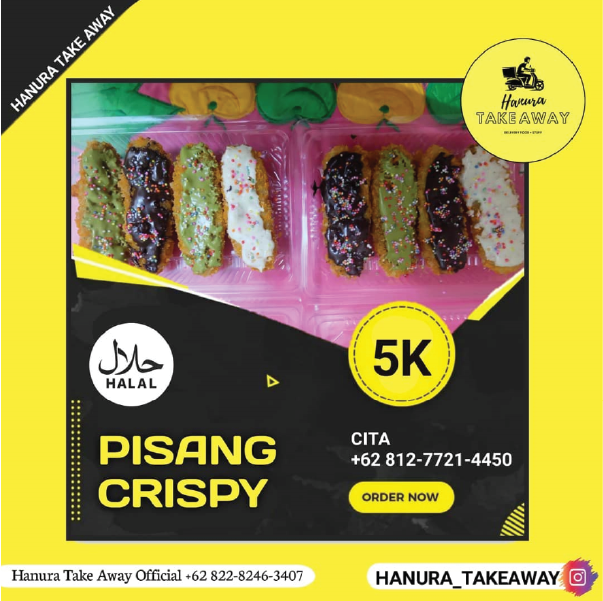 HANURA TAKE AWAY
Hanura
TAKEAWAY
حلال
HALAL
5K
PISANG
CRISPY
CITA
+62 812-7721-4450
ORDER NOW
Hanura Take Away Official +62 822-8246-3407
HANURA_TAKEAWAY